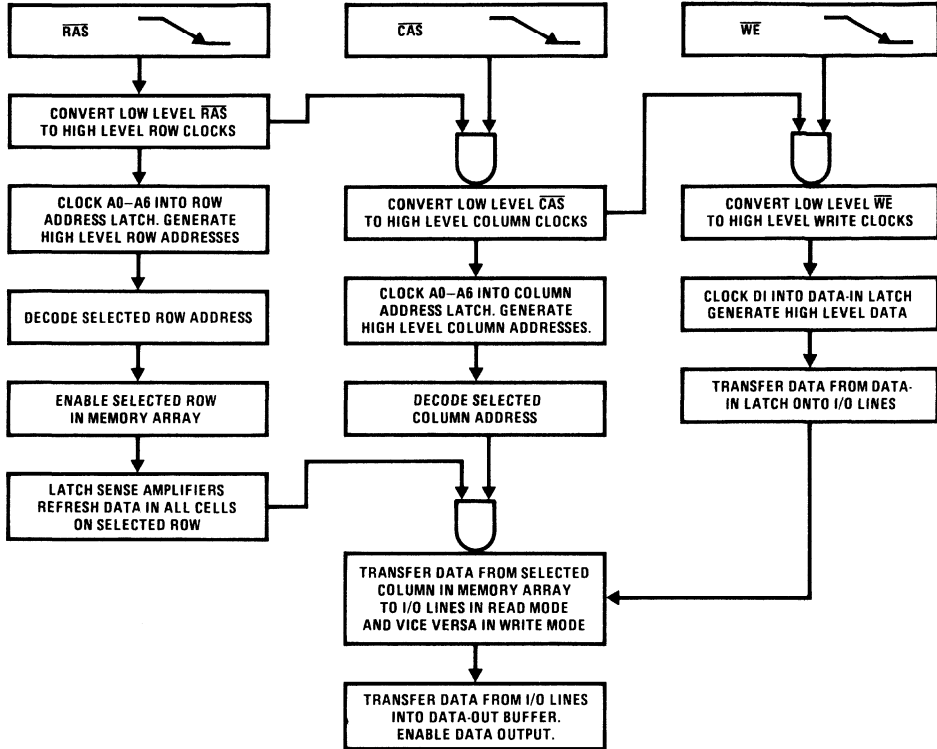 R̅A̅S̅
C̅A̅S̅
W̅E̅
CONVERT LOW LEVEL R̅A̅S̅
TO HIGH LEVEL ROW CLOCKS
CLOCK A0–A6 INTO ROW
ADDRESS LATCH. GENERATE
HIGH LEVEL ROW ADDRESSES
DECODE SELECTED ROW ADDRESS
ENABLE SELECTED ROW
IN MEMORY ARRAY
LATCH SENSE AMPLIFIERS
REFRESH DATA IN ALL CELLS
ON SELECTED ROW
CONVERT LOW LEVEL C̅A̅S̅
TO HIGH LEVEL COLUMN CLOCKS
CLOCK A0–A6 INTO COLUMN
ADDRESS LATCH. GENERATE
HIGH LEVEL COLUMN ADDRESSES.
DECODE SELECTED
COLUMN ADDRESS
TRANSFER DATA FROM SELECTED
COLUMN IN MEMORY ARRAY
TO I/O LINES IN READ MODE
AND VICE VERSA IN WRITE MODE
TRANSFER DATA FROM I/O LINES
INTO DATA-OUT BUFFER.
ENABLE DATA OUTPUT.
CONVERT LOW LEVEL W̅E̅
TO HIGH LEVEL WRITE CLOCKS
CLOCK DI INTO DATA-IN LATCH
GENERATE HIGH LEVEL DATA
TRANSFER DATA FROM DATA-
IN LATCH ONTO I/O LINES